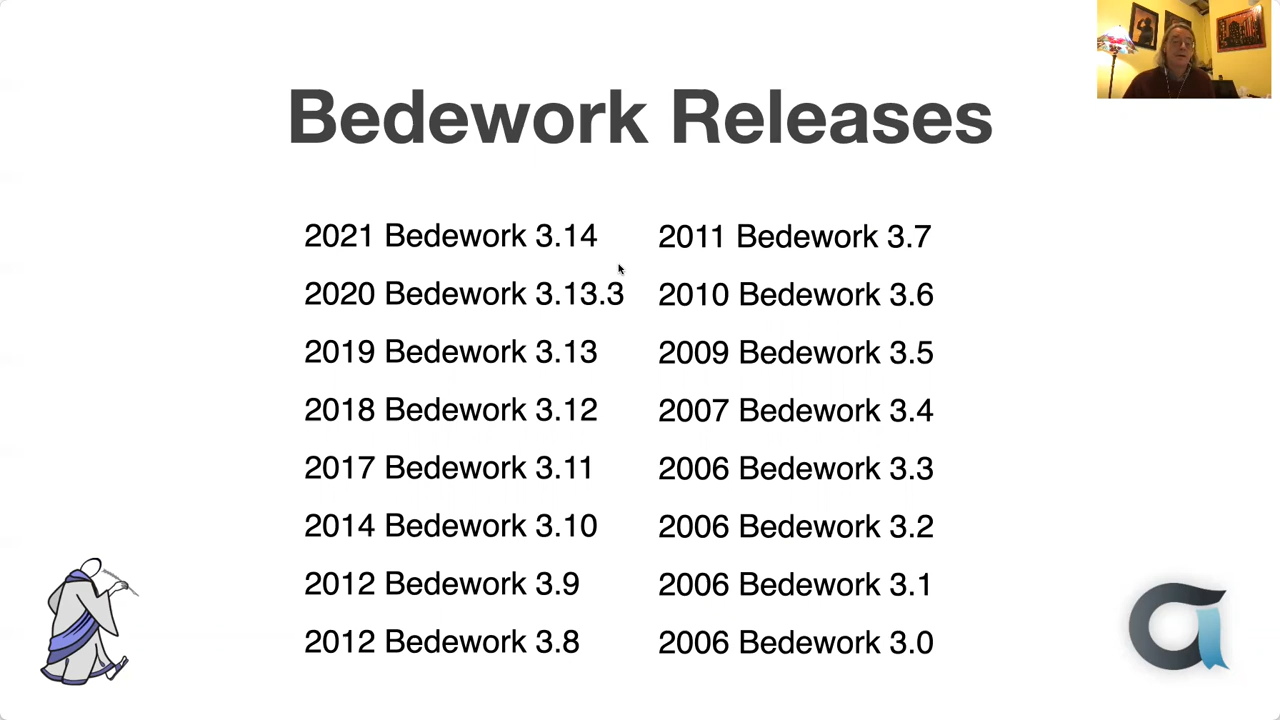 Bedework Releases
2021 Bedework 3.14
2020 Bedework 3.13.3
2019 Bedework 3.13
2018 Bedework 3.12
2017 Bedework 3.11
2014 Bedework 3.10
2012 Bedework 3.9
2012 Bedework 3.8
2011 Bedework 3.7
2010 Bedework 3.6
2009 Bedework 3.5
2007 Bedework 3.4
2006 Bedework 3.3
2006 Bedework 3.2
2006 Bedework 3.1
2006 Bedework 3.0